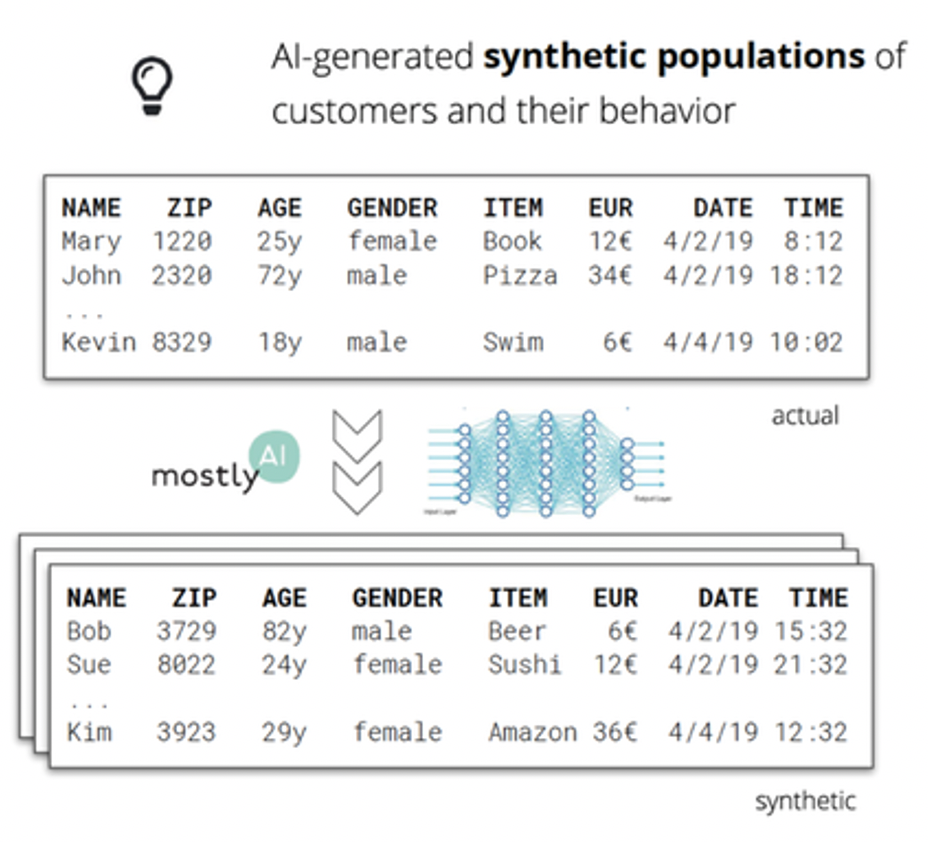 AI-generated synthetic populations of
customers and their behavior
NAME ZIP AGE GENDER ITEM EUR DATE TIME
Mary 1220 25y female Book 12€ 4/2/19 8:12
John 2320 72y male Pizza 34€ 4/2/19 18:12
...
Kevin 8329 18y male Swim 6€ 4/4/19 10:02
actual
mostly AI
Input Layer
Output Layer
NAME ZIP AGE GENDER ITEM EUR DATE TIME
Bob 3729 82y male Beer 6€ 4/2/19 15:32
Sue 8022 24y female Sushi 12€ 4/2/19 21:32
...
Kim 3923 29y female Amazon 36€ 4/4/19 12:32
synthetic